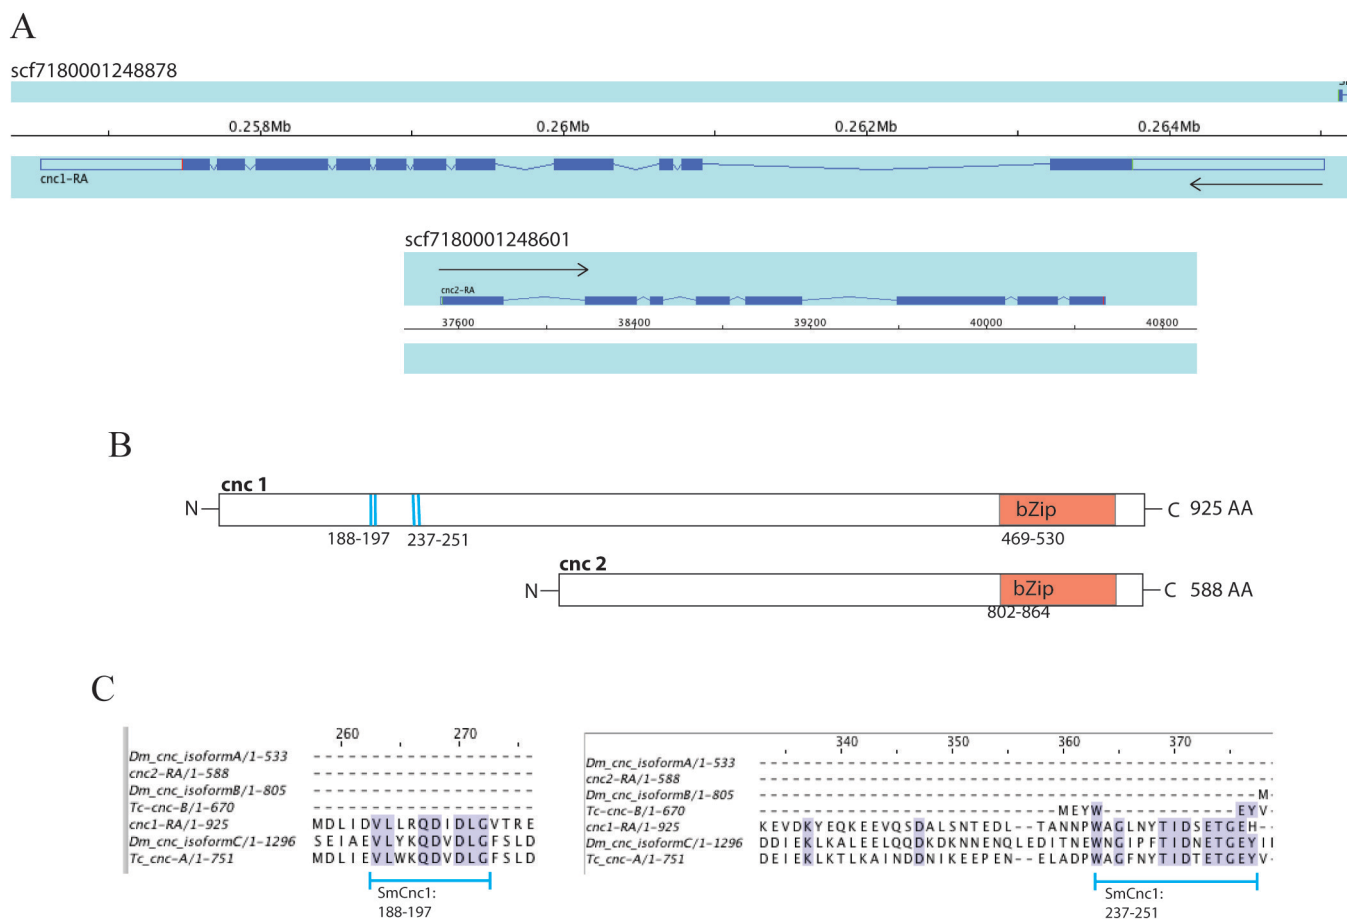 A
scf7180001248878
0.258Mb 0.26Mb 0.262Mb 0.264Mb
cnc1-RA
scf7180001248601
cnc2-RA
37600 38400 39200 40000 40800
B
cnc 1
N bZip C 925 AA
188-197 237-251 469-530
cnc 2
N bZip C 588 AA
802-864
C
260 270
Dm_cnc_isoformA/1-533 - - - - - - - - - - - - - - - - - - -
cnc2-RA/1-588 - - - - - - - - - - - - - - - - - - -
Dm_cnc_isoformB/1-805 - - - - - - - - - - - - - - - - - - -
Tc-cnc-B/1-670 - - - - - - - - - - - - - - - - - - -
cnc1-RA/1-925 MDLIDVLLRQDIDLGVTRE
Dm_cnc_isoformC/1-1296 SEIAEVLYKQDVDLGFSLD
Tc_cnc-A/1-751 MDLIEVLWKQDVDLGFSLD
SmCnc1:
188-197
340 350 360 370
Dm_cnc_isoformA/1-533 ----------------------------------------------
cnc2-RA/1-588 ----------------------------------------------
Dm_cnc_isoformB/1-805 ---------------------------------------------M-
Tc-cnc-B/1-670 ---------------------------MEYW------------EYV
cnc1-RA/1-925 KEVDKYEQKEEVQSDALSNTEDL--TANNPWAGLNYTIDSETGEH-
Dm_cnc_isoformC/1-1296 DDIEKLKALEELQQDKDKNNENQLEDITNEWNGIPFTIDNETGEYII
Tc_cnc-A/1-751 DEIEKLKTLKAINDDNIKEEPEN--ELADPWAGFNYTIDTETGEYV-
SmCnc1:
237-251